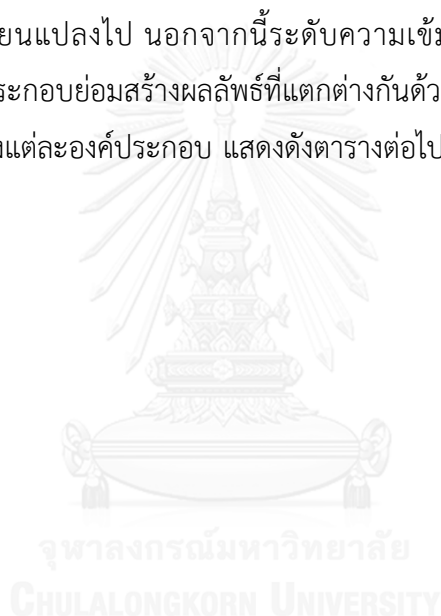 ยนแปลงไป นอกจากนี้ระดับความเข้ม
ระกอบย่อมสร้างผลลัพธ์ที่แตกต่างกันด้ว
แต่ละองค์ประกอบ แสดงดังตารางต่อไป
จุฬาลงกรณ์มหาวิทยาลัย
CHULALONGKORN UNIVERSITY